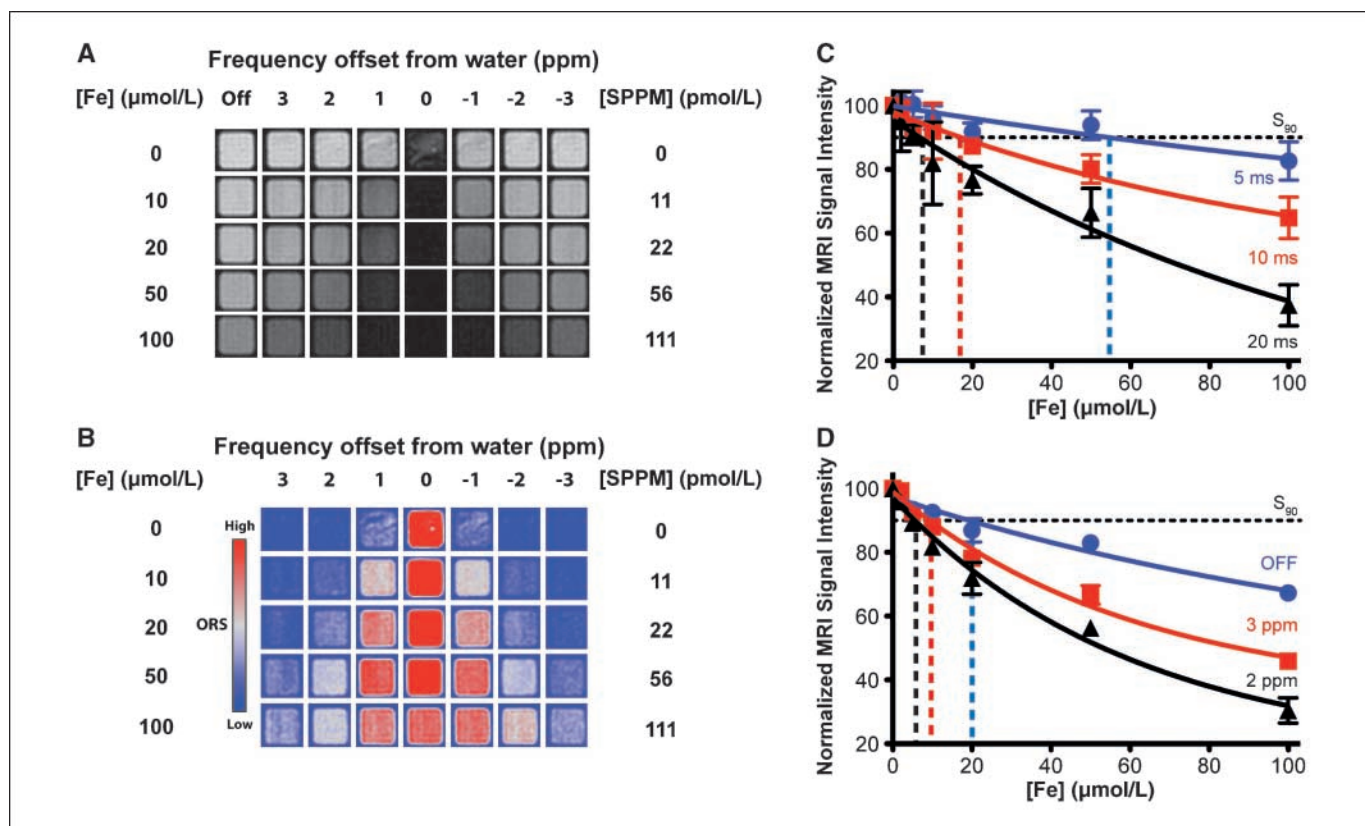 A
Frequency offset from water (ppm)
[Fe] (µmol/L) Off 3 2 1 0 -1 -2 -3 [SPPM] (pmol/L)
0 0
10 11
20 22
50 56
100 111
B
Frequency offset from water (ppm)
[Fe] (µmol/L) 3 2 1 0 -1 -2 -3 [SPPM] (pmol/L)
0 High 0
10 11
20 ORS 22
50 56
100 Low 111
C
Normalized MRI Signal Intensity
100
80
60
40
20
S90
5 ms
10 ms
20 ms
0 20 40 60 80 100
[Fe] (µmol/L)
D
Normalized MRI Signal Intensity
100
80
60
40
20
S90
OFF
3 ppm
2 ppm
0 20 40 60 80 100
[Fe] (µmol/L)